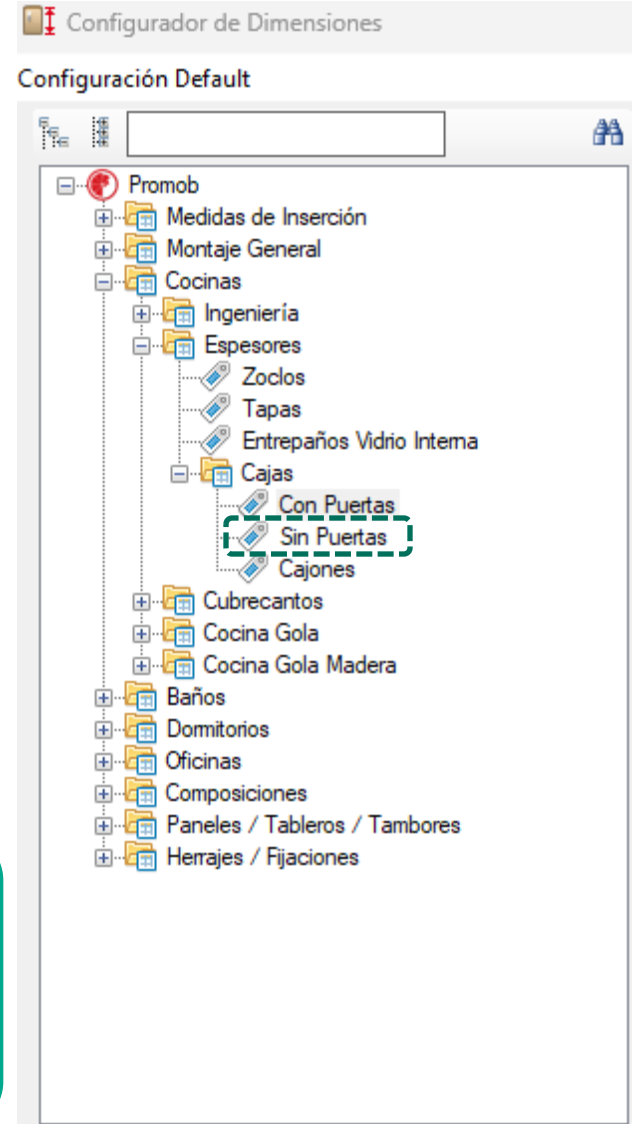 Configurador de Dimensiones
Configuración Default
Promob
Medidas de Inserción
Montaje General
Cocinas
Ingeniería
Espesores
Zoclos
Tapas
Entrepaños Vidrio Interna
Cajas
Con Puertas
Sin Puertas
Cajones
Cubrecantos
Cocina Gola
Cocina Gola Madera
Baños
Dormitorios
Oficinas
Composiciones
Paneles / Tableros / Tambores
Herrajes / Fijaciones